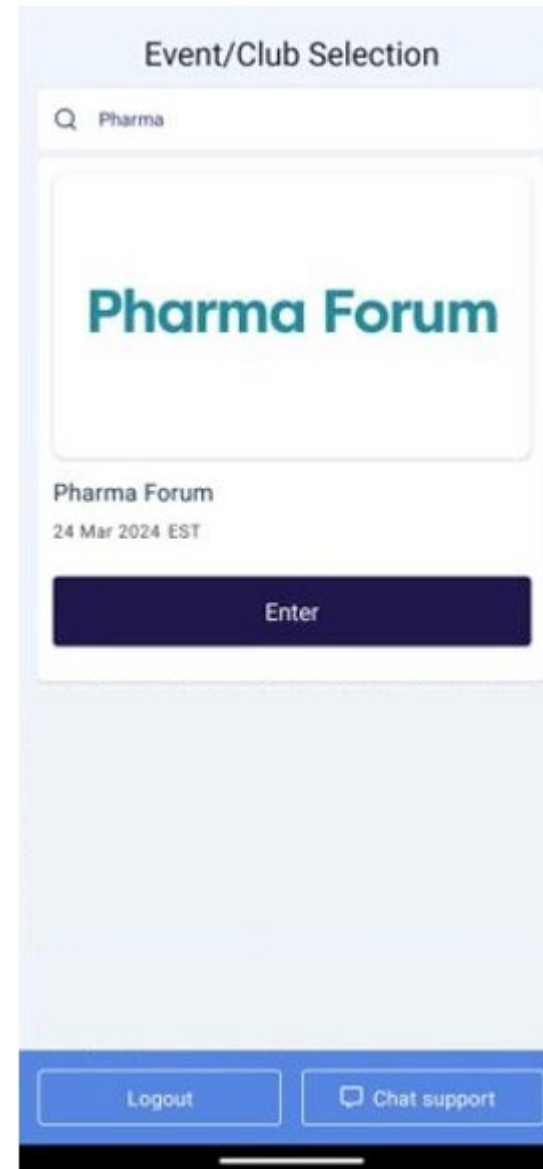 Event/Club Selection
Pharma
Pharma Forum
Pharma Forum
24 Mar 2024 EST
Enter
Logout
Chat support